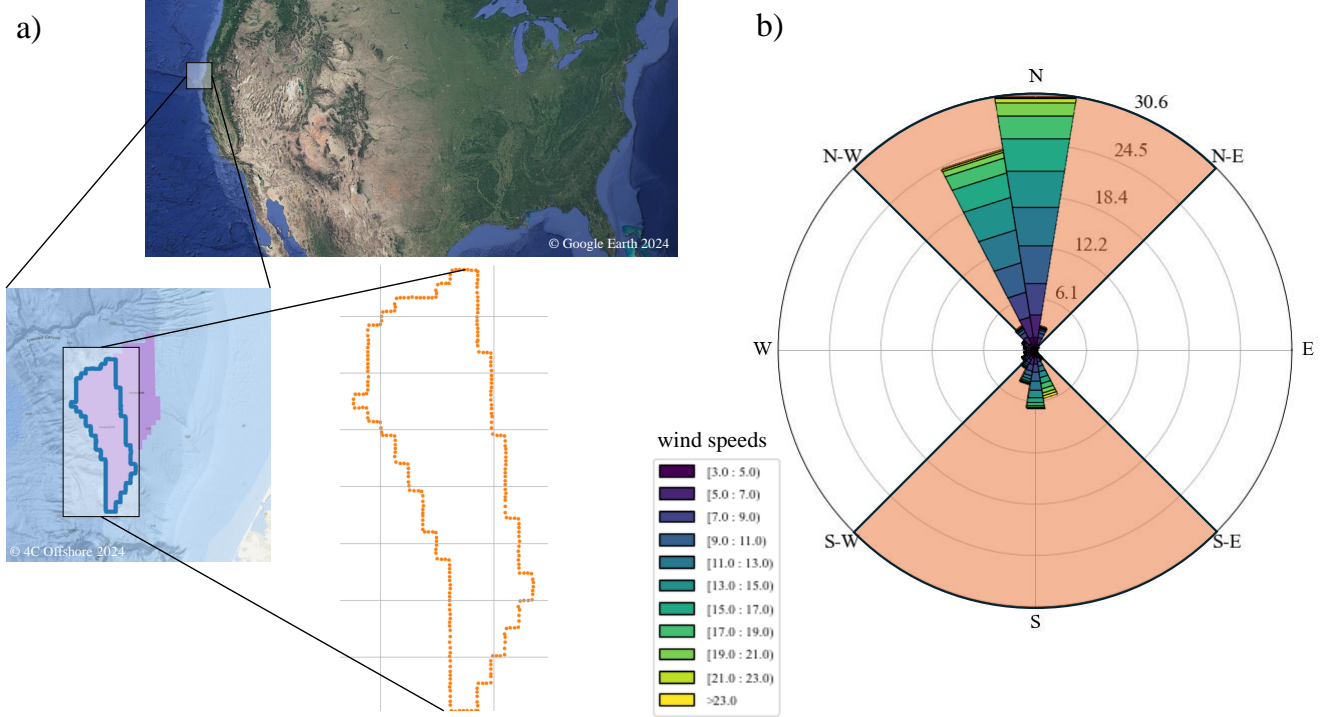 a)
© Google Earth 2024
© 4C Offshore 2024
b)
N
30.6
N-W
24.5
N-E
18.4
12.2
6.1
W
E
S-W
S-E
S
wind speeds
[3.0 : 5.0)
[5.0 : 7.0)
[7.0 : 9.0)
[9.0 : 11.0)
[11.0 : 13.0)
[13.0 : 15.0)
[15.0 : 17.0)
[17.0 : 19.0)
[19.0 : 21.0)
[21.0 : 23.0)
>23.0